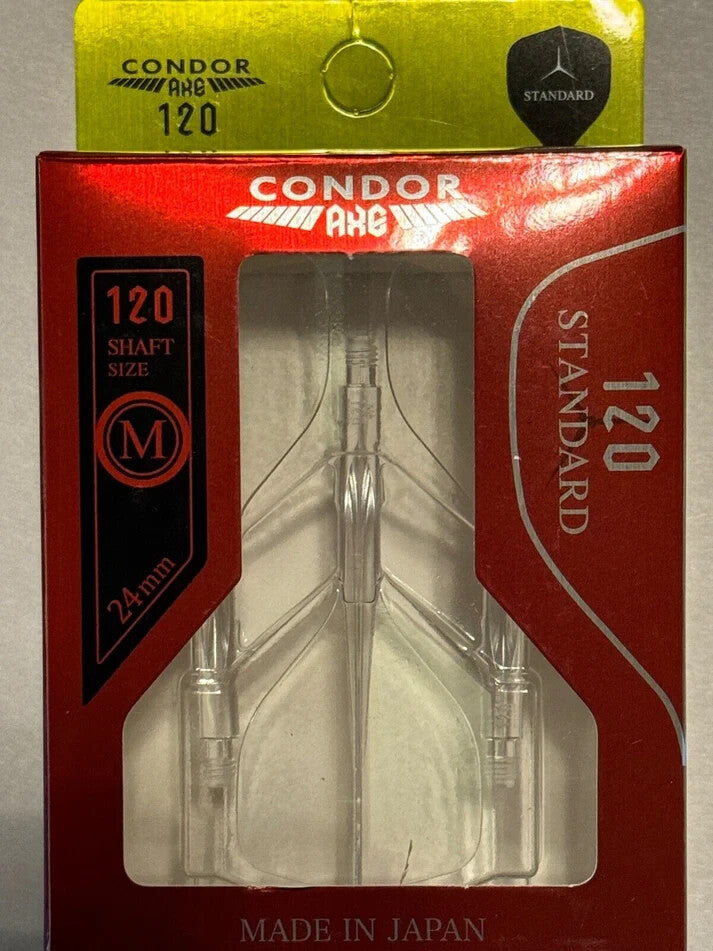 CONDOR
AXE
120
STANDARD
CONDOR
AXE
120
SHAFT
SIZE
M
24mm
120
STANDARD
MADE IN JAPAN